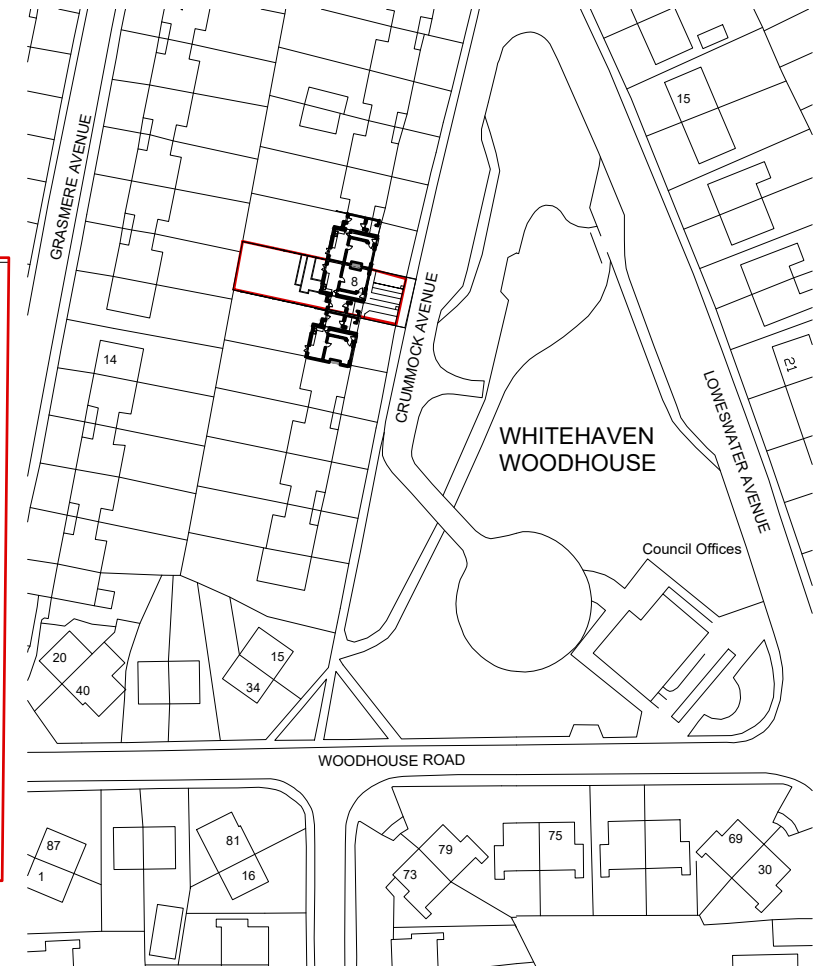 15
GRASMERE AVENUE
8
CRUMMOCK AVENUE
14
21
LOWESWATER AVENUE
WHITEHAVEN
WOODHOUSE
Council Offices
20
40
15
34
WOODHOUSE ROAD
87
1
81
16
79
73
75
69
30